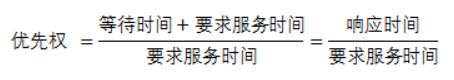 优先权 = 等待时间 + 要求服务时间 / 要求服务时间 = 响应时间 / 要求服务时间